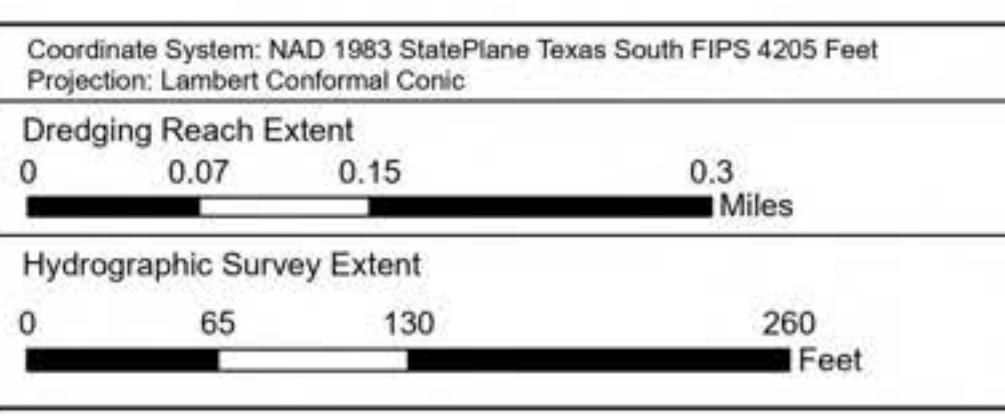 Coordinate System: NAD 1983 StatePlane Texas South FIPS 4205 Feet
Projection: Lambert Conformal Conic
Dredging Reach Extent
0 0.07 0.15 0.3
Miles
Hydrographic Survey Extent
0 65 130 260
Feet